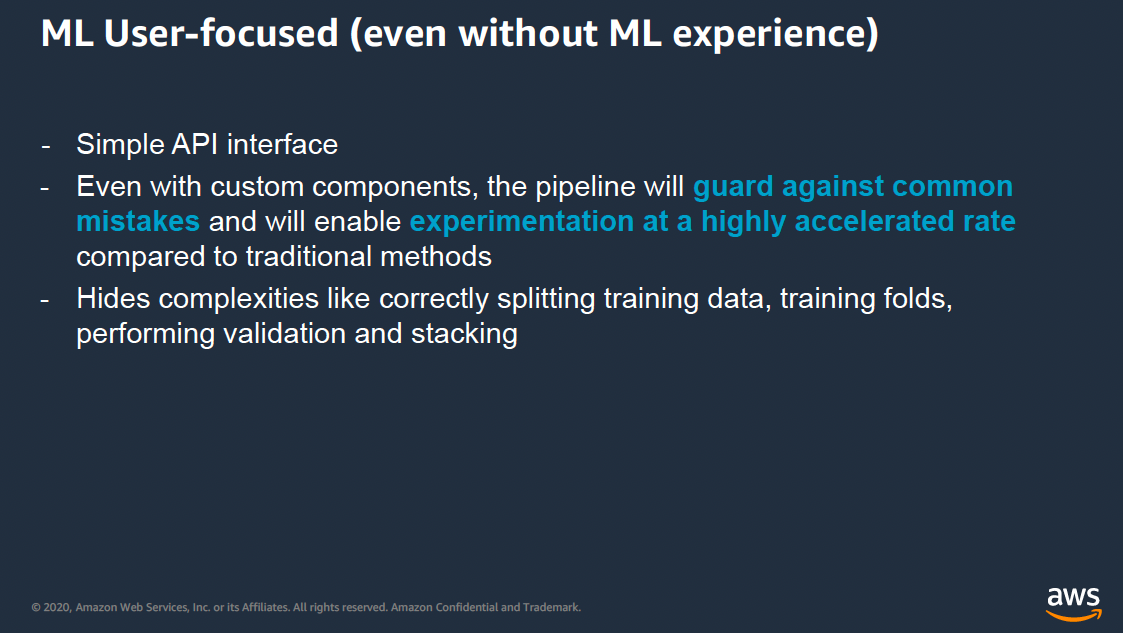 ML User-focused (even without ML experience)
- Simple API interface
- Even with custom components, the pipeline will guard against common
mistakes and will enable experimentation at a highly accelerated rate
compared to traditional methods
- Hides complexities like correctly splitting training data, training folds,
performing validation and stacking
© 2020, Amazon Web Services, Inc. or its Affiliates. All rights reserved. Amazon Confidential and Trademark.
aws